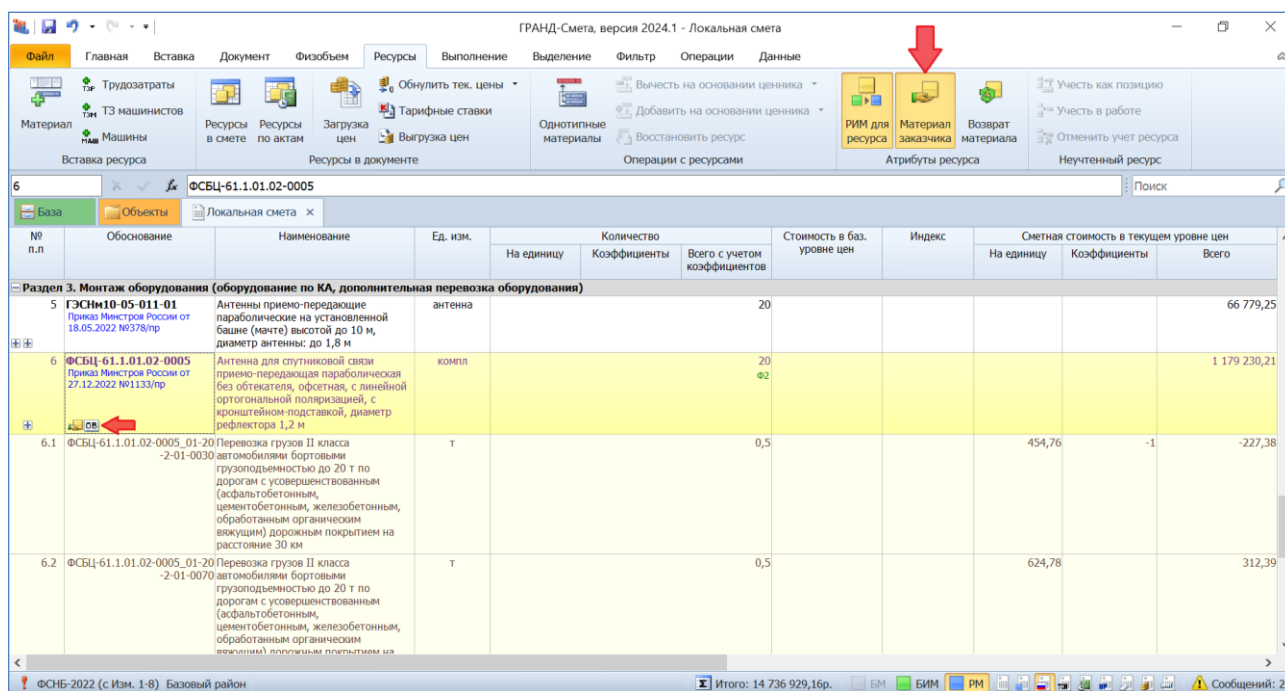 ГРАНД-Смета, версия 2024.1 - Локальная смета
Файл Главная Вставка Документ Физобъем Ресурсы Выполнение Выделение Фильтр Операции Данные
Материал
Трудозатраты
ТЗ машинистов
Машины
Вставка ресурса
Ресурсы в смете
Ресурсы по актам
Загрузка цен
Обнулить тек. цены
Тарифные ставки
Выгрузка цен
Ресурсы в документе
Однотипные материалы
Вычесть на основании ценника
Добавить на основании ценника
Восстановить ресурс
Операции с ресурсами
РИМ для ресурса
Материал заказчика
Возврат материала
Атрибуты ресурса
Учесть как позицию
Учесть в работе
Отменить учет ресурса
Неучтенный ресурс
6 fx ФСБЦ-61.1.01.02-0005 Поиск
База Объекты Локальная смета ×
№ п.п Обоснование Наименование Ед. изм. Количество Стоимость в баз. уровне цен Индекс Сметная стоимость в текущем уровне цен
На единицу Коэффициенты Всего с учетом коэффициентов На единицу Коэффициенты Всего
Раздел 3. Монтаж оборудования (оборудование по КА, дополнительная перевозка оборудования)
5 ГЭСНм10-05-011-01 Антенны приемо-передающие антенна 20 66 779,25
Приказ Минстроя России от параболические на установленной
18.05.2022 №378/пр башне (мачте) высотой до 10 м,
диаметр антенны: до 1,8 м
6 ФСБЦ-61.1.01.02-0005 Антенна для спутниковой связи компл 20 1 179 230,21
Приказ Минстроя России от приемо-передающая параболическая Ф2
27.12.2022 №1133/пр без обтекателя, офсетная, с линейной
ортогональной поляризацией, с
кронштейном-подставкой, диаметр
ОВ рефлектора 1,2 м
6.1 ФСБЦ-61.1.01.02-0005_01-20 Перевозка грузов II класса т 0,5 454,76 -1 -227,38
-2-01-0030 автомобилями бортовыми
грузоподъемностью до 20 т по
дорогам с усовершенствованным
(асфальтобетонным,
цементобетонным, железобетонным,
обработанным органическим
вяжущим) дорожным покрытием на
расстояние 30 км
6.2 ФСБЦ-61.1.01.02-0005_01-20 Перевозка грузов II класса т 0,5 624,78 312,39
-2-01-0070 автомобилями бортовыми
грузоподъемностью до 20 т по
дорогам с усовершенствованным
(асфальтобетонным,
цементобетонным, железобетонным,
обработанным органическим
вяжущим) дорожным покрытием на
ФСНБ-2022 (с Изм. 1-8) Базовый район Итого: 14 736 929,16р. БМ БИМ РМ Сообщений: 2